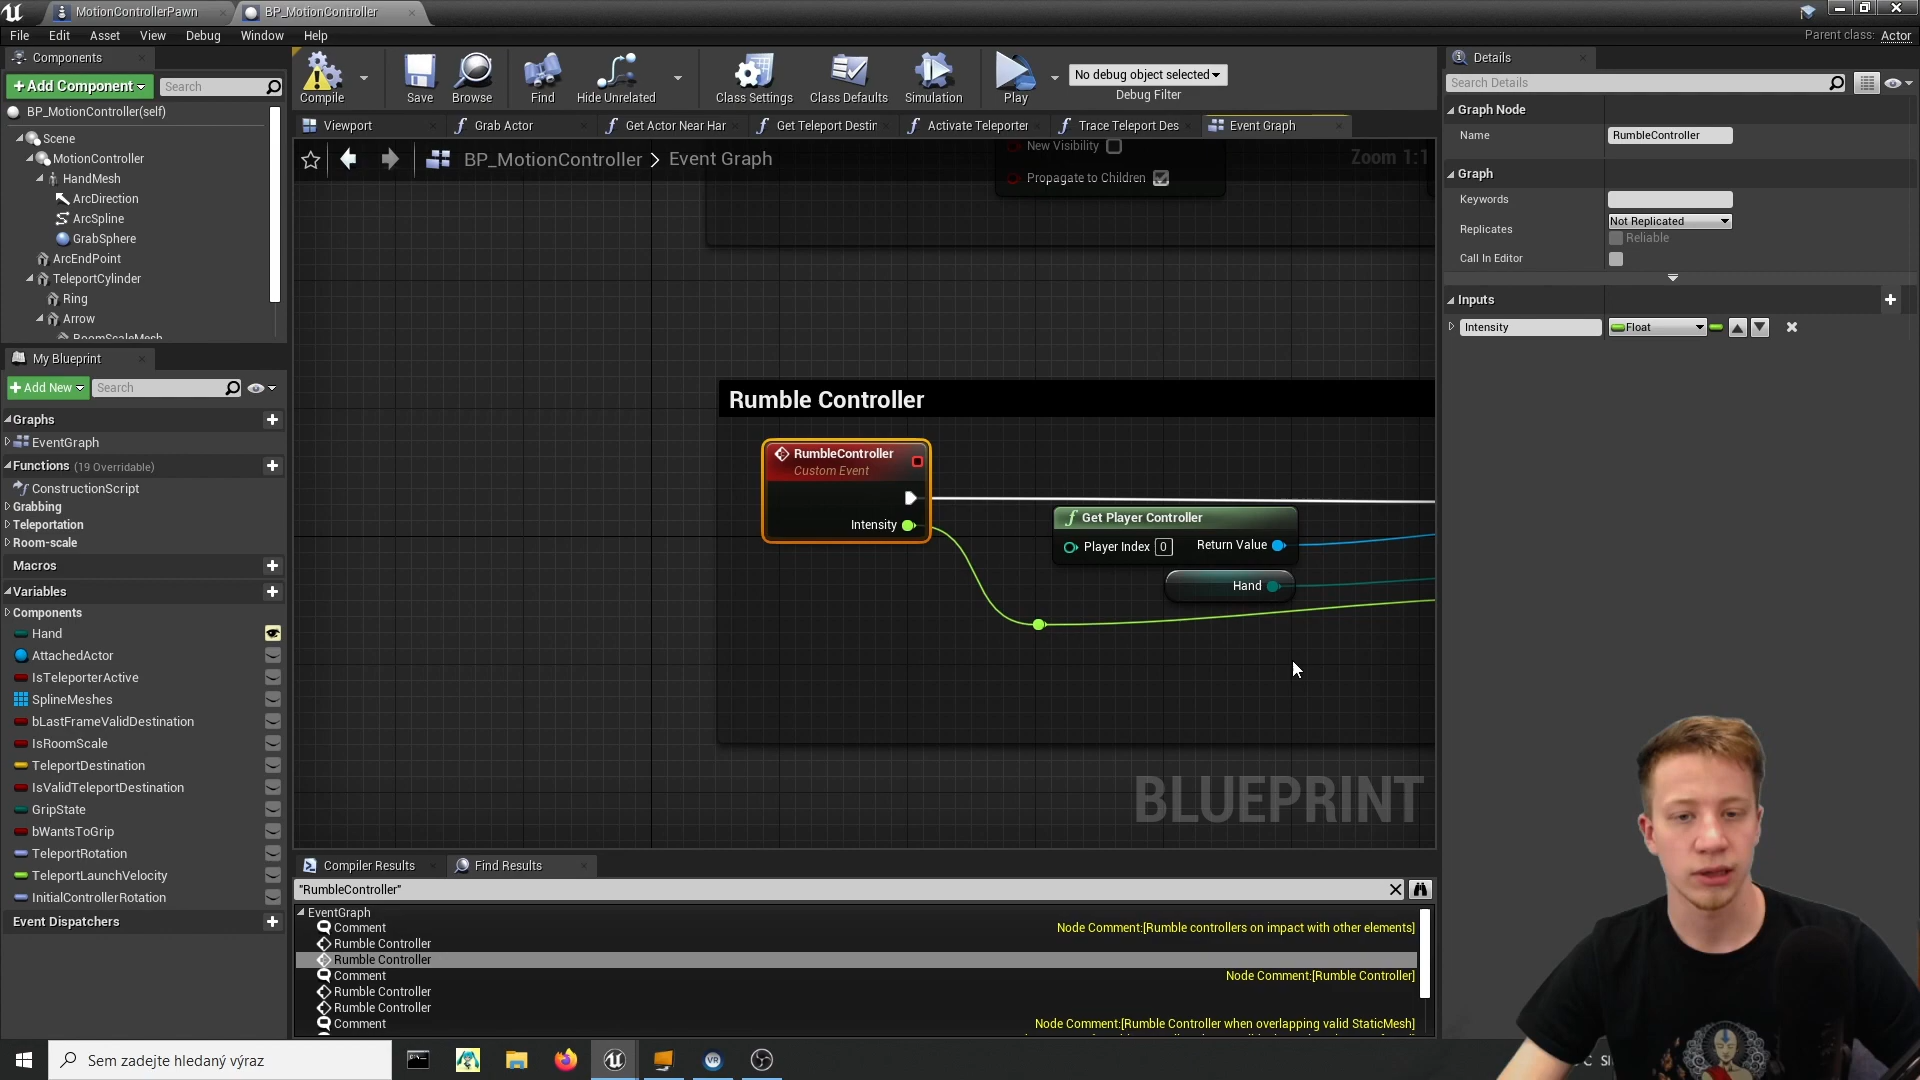 MotionControllerPawn
BP_MotionController
File Edit Asset View Debug Window Help
Parent class: Actor
Components
+ Add Component
Search
BP_MotionController(self)
Scene
MotionController
HandMesh
ArcDirection
ArcSpline
GrabSphere
ArcEndPoint
TeleportCylinder
Ring
Arrow
RoomScaleMesh
My Blueprint
+ Add New
Search
Graphs
EventGraph
Functions (19 Overridable)
ConstructionScript
Grabbing
Teleportation
Room-scale
Macros
Variables
Components
Hand
AttachedActor
IsTeleporterActive
SplineMeshes
bLastFrameValidDestination
IsRoomScale
TeleportDestination
IsValidTeleportDestination
GripState
bWantsToGrip
TeleportRotation
TeleportLaunchVelocity
InitialControllerRotation
Event Dispatchers
Compile
Save
Browse
Find
Hide Unrelated
Class Settings
Class Defaults
Simulation
Play
No debug object selected
Debug Filter
Viewport
Grab Actor
Get Actor Near Har
Get Teleport Destir
Activate Teleporter
Trace Teleport Des
Event Graph
BP_MotionController > Event Graph
Zoom 1:1
New Visibility
Propagate to Children
Rumble Controller
RumbleController
Custom Event
Intensity
Get Player Controller
Player Index 0
Return Value
Hand
BLUEPRINT
Compiler Results
Find Results
"RumbleController"
EventGraph
Comment
Node Comment:[Rumble controllers on impact with other elements]
Rumble Controller
Rumble Controller
Comment
Node Comment:[Rumble Controller]
Rumble Controller
Rumble Controller
Comment
Node Comment:[Rumble Controller when overlapping valid StaticMesh]
Details
Search Details
Graph Node
Name
RumbleController
Graph
Keywords
Replicates
Not Replicated
Reliable
Call In Editor
Inputs
Intensity
Float
Sem zadejte hledaný výraz
VR